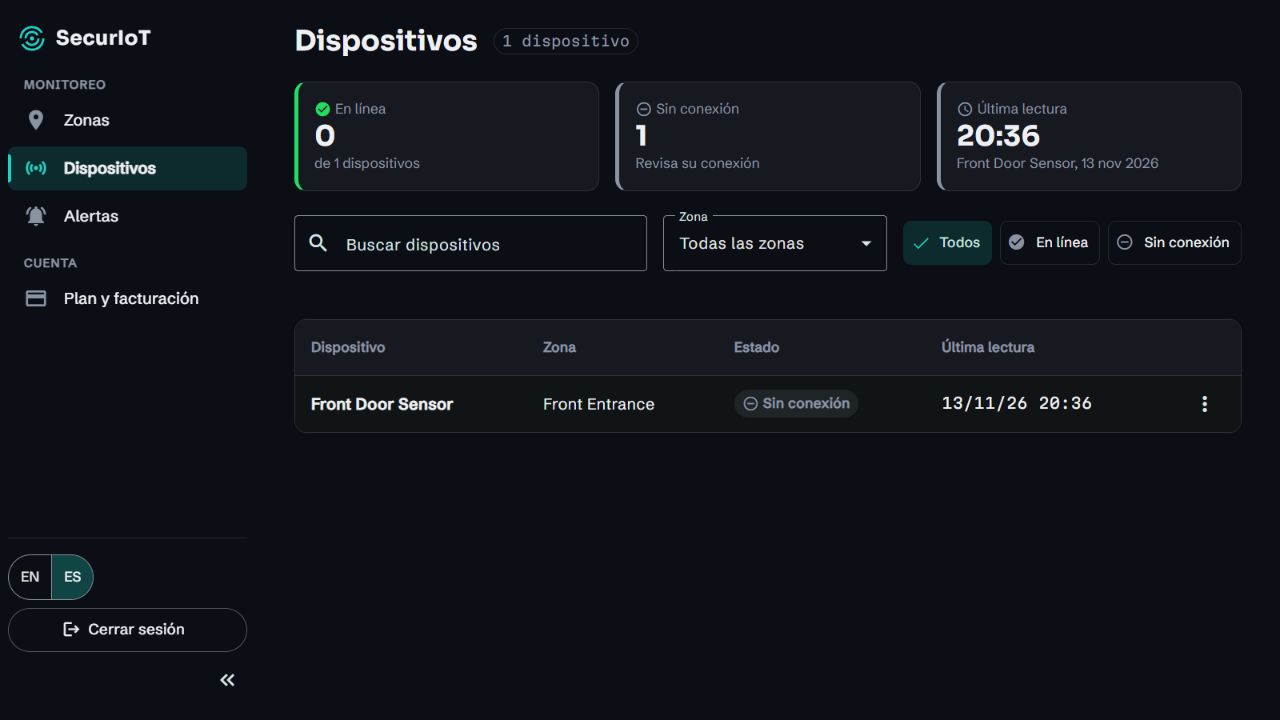 SecurIoT
MONITOREO
Zonas
Dispositivos
Alertas
CUENTA
Plan y facturación
EN
ES
Cerrar sesión
Dispositivos
1 dispositivo
En línea
0
de 1 dispositivos
Sin conexión
1
Revisa su conexión
Última lectura
20:36
Front Door Sensor, 13 nov 2026
Buscar dispositivos
Zona
Todas las zonas
Todos
En línea
Sin conexión
Dispositivo Zona Estado Última lectura
Front Door Sensor Front Entrance Sin conexión 13/11/26 20:36